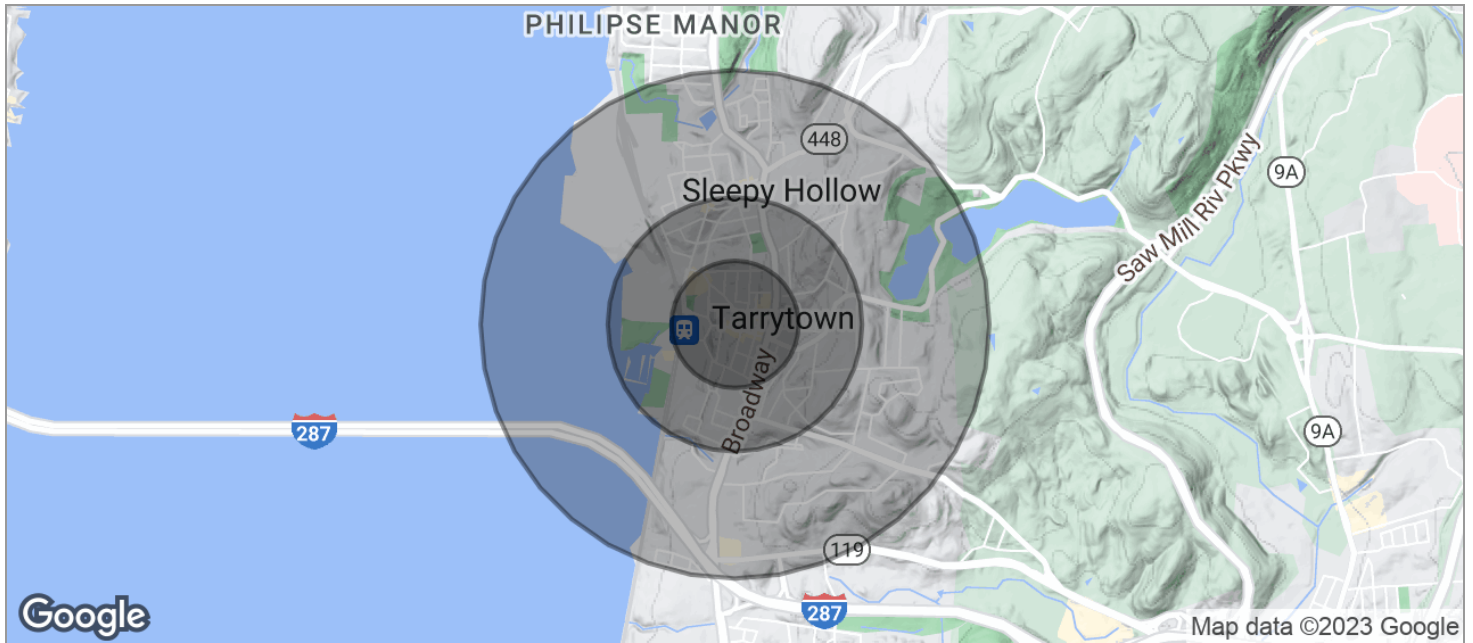 PHILIPSE MANOR
448
Sleepy Hollow
9A
Saw Mill Riv Pkwy
Tarrytown
Broadway
287
9A
119
287
Google
Map data ©2023 Google